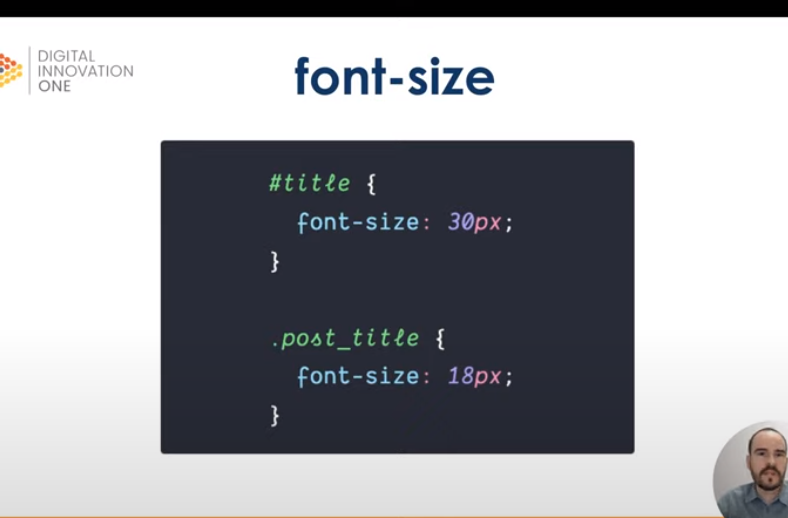 DIGITAL
INNOVATION
ONE
font-size
#title {
  font-size: 30px;
}
.post_title {
  font-size: 18px;
}